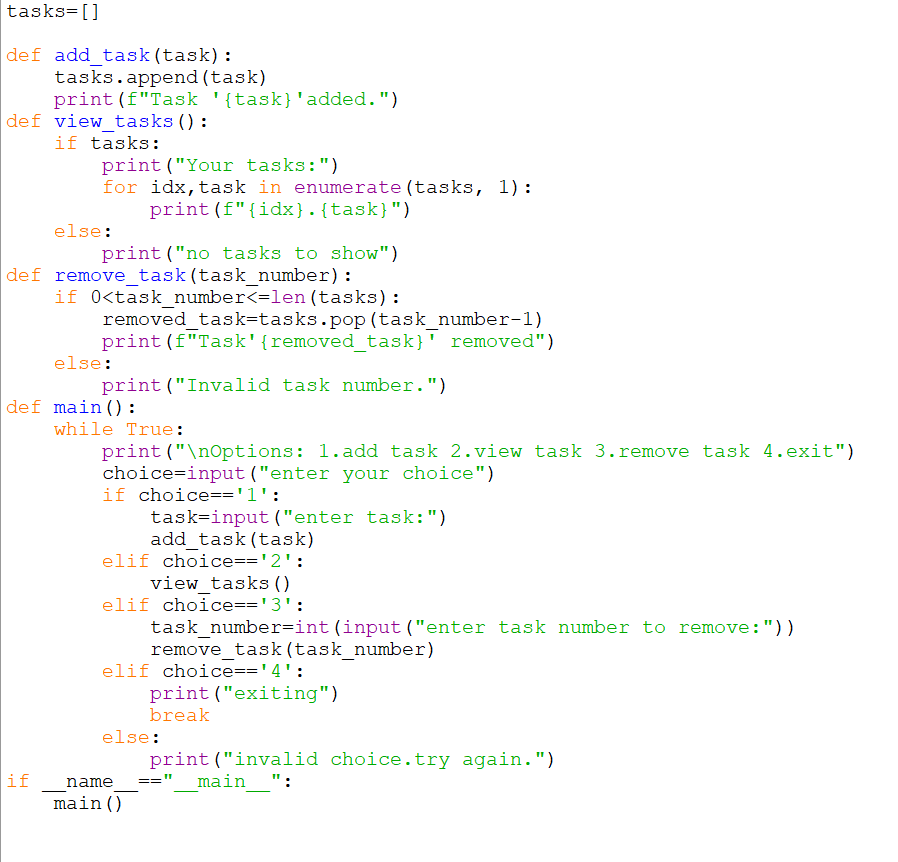 tasks=[]

def add_task(task):
    tasks.append(task)
    print(f"Task '{task}'added.")
def view_tasks():
    if tasks:
        print("Your tasks:")
        for idx,task in enumerate(tasks, 1):
            print(f"{idx}.{task}")
    else:
        print("no tasks to show")
def remove_task(task_number):
    if 0<task_number<=len(tasks):
        removed_task=tasks.pop(task_number-1)
        print(f"Task'{removed_task}' removed")
    else:
        print("Invalid task number.")
def main():
    while True:
        print("\nOptions: 1.add task 2.view task 3.remove task 4.exit")
        choice=input("enter your choice")
        if choice=='1':
            task=input("enter task:")
            add_task(task)
        elif choice=='2':
            view_tasks()
        elif choice=='3':
            task_number=int(input("enter task number to remove:"))
            remove_task(task_number)
        elif choice=='4':
            print("exiting")
            break
        else:
            print("invalid choice.try again.")
if __name__=="__main__":
    main()